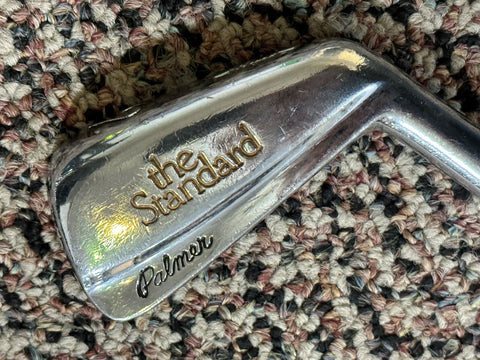 the
Standard
Palmer